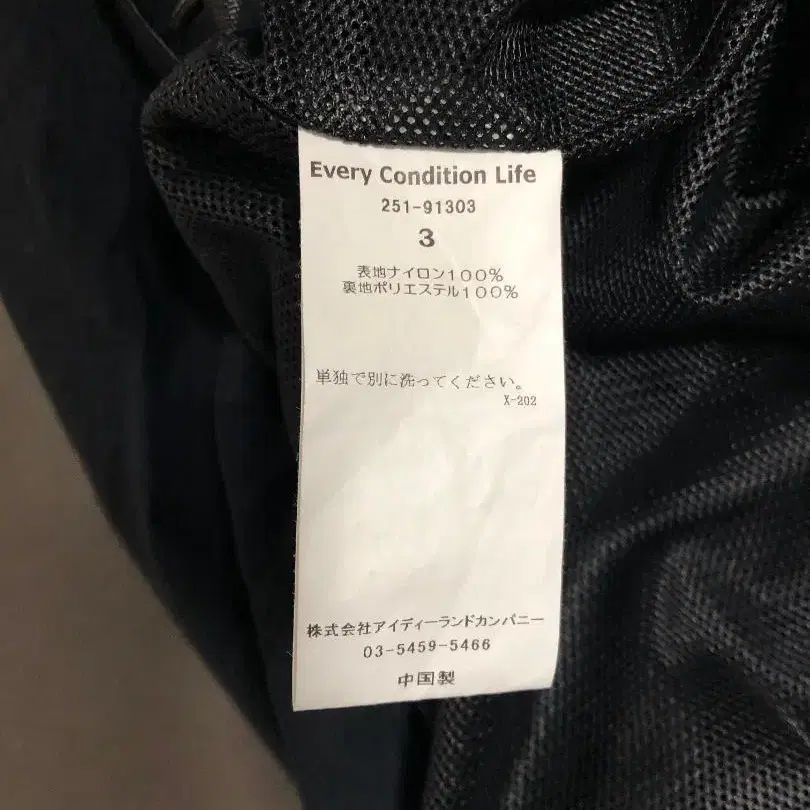 Every Condition Life
251-91303
3
表地ナイロン100%
裏地ポリエステル100%
単独で別に洗ってください。
X-202
株式会社アイディーランドカンパニー
03-5459-5466
中国製